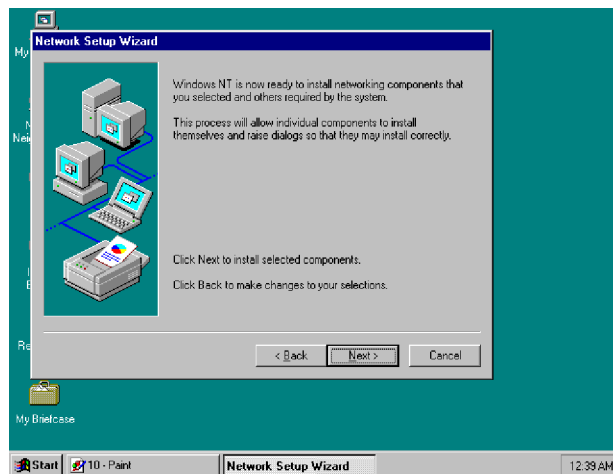 My
Network Setup Wizard
Nei
Windows NT is now ready to install networking components that
you selected and others required by the system.
This process will allow individual components to install
themselves and raise dialogs so that they may install correctly.
Click Next to install selected components.
Click Back to make changes to your selections.
Re
< Back
Next >
Cancel
My Briefcase
Start
10 - Paint
Network Setup Wizard
12:39 AM